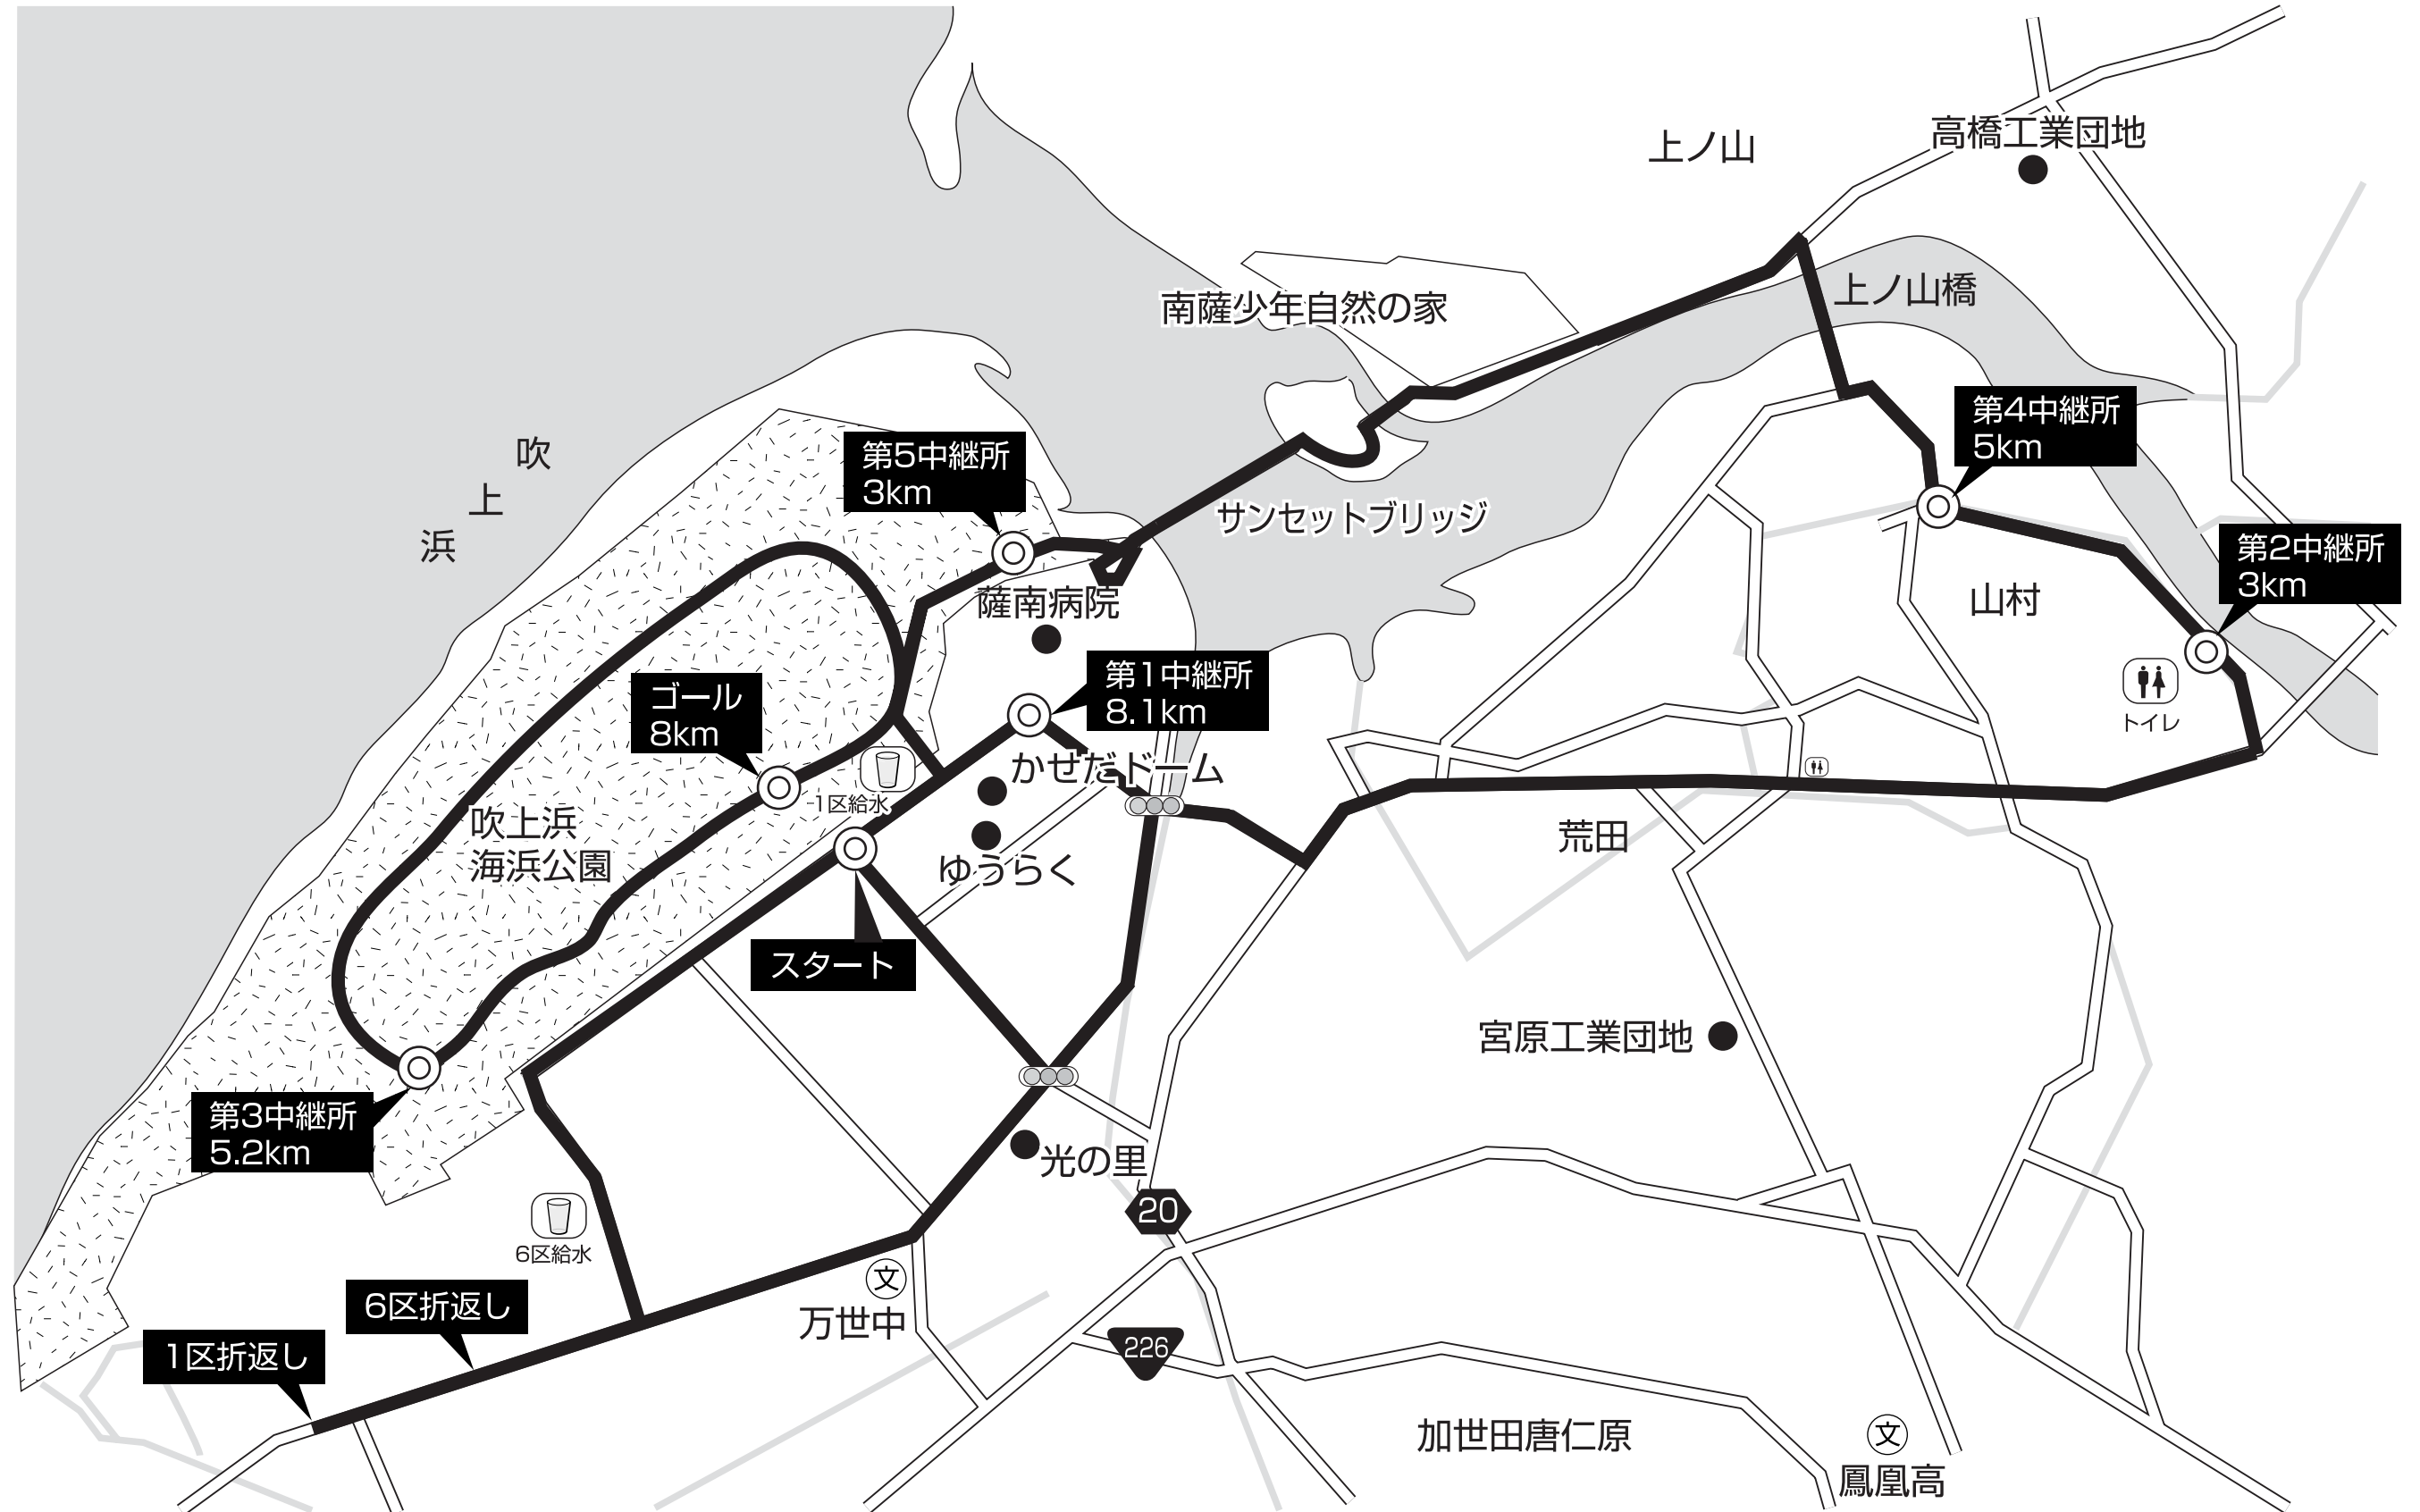 上ノ山
高橋工業団地
上ノ山橋
南薩少年自然の家
第4中継所
5km
吹
上
浜
第5中継所
3km
サンセットブリッジ
第2中継所
3km
薩南病院
山村
第1中継所
8.1km
トイレ
ゴール
8km
かせだドーム
1区給水
吹上浜
海浜公園
ゆうらく
荒田
スタート
宮原工業団地
第3中継所
5.2km
光の里
20
6区給水
文
万世中
6区折返し
226
1区折返し
加世田唐仁原
文
鳳凰高